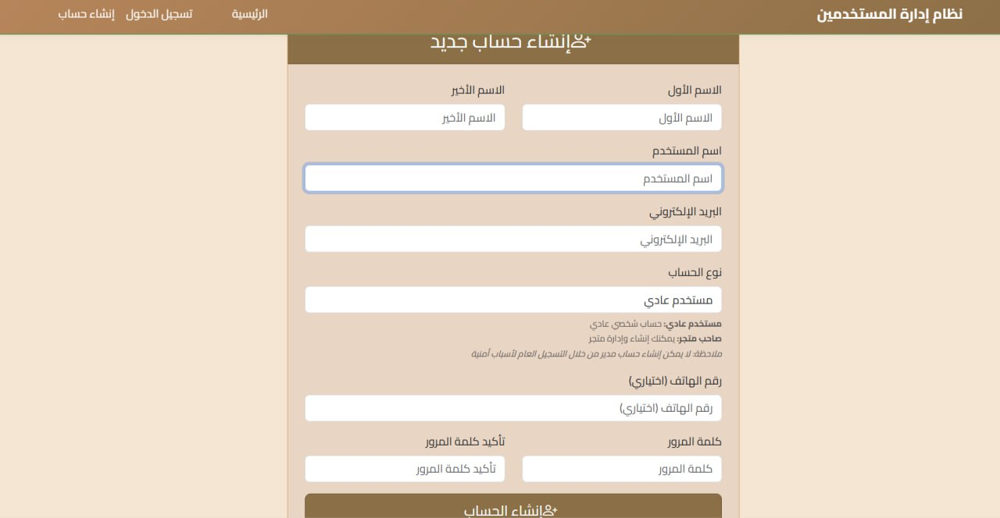 نظام إدارة المستخدمين
الرئيسية
تسجيل الدخول
إنشاء حساب
إنشاء حساب جديد
الاسم الأول
الاسم الأخير
الاسم الأول
الاسم الأخير
اسم المستخدم
اسم المستخدم
البريد الإلكتروني
البريد الإلكتروني
نوع الحساب
مستخدم عادي
مستخدم عادي: حساب شخصي عادي
صاحب متجر: يمكنك إنشاء وإدارة متجر
ملاحظة: لا يمكن إنشاء حساب مدير من خلال التسجيل العام لأسباب أمنية
رقم الهاتف (اختياري)
رقم الهاتف (اختياري)
كلمة المرور
تأكيد كلمة المرور
كلمة المرور
تأكيد كلمة المرور
إنشاء الحساب